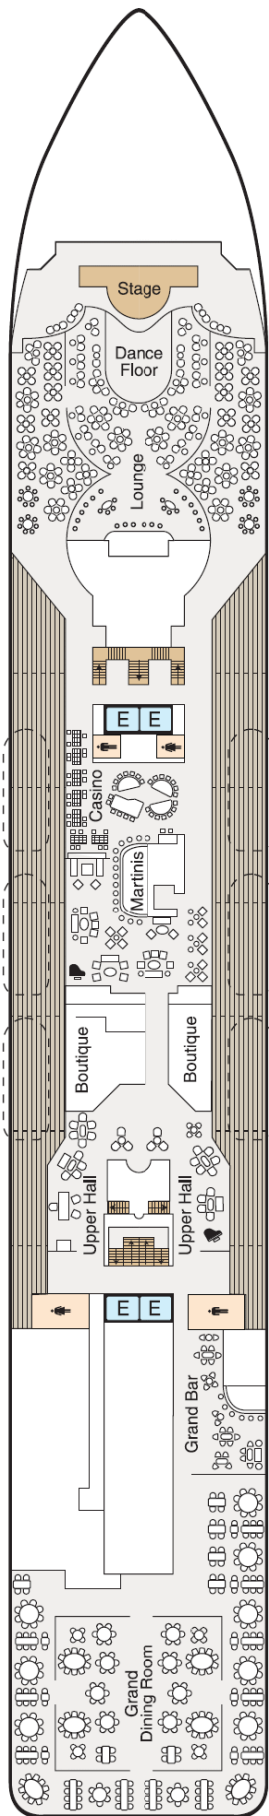 Stage
Dance
Floor
Lounge
E E
Casino
Martinis
Boutique
Boutique
Upper Hall
Upper Hall
E E
Grand Bar
Grand
Dining Room